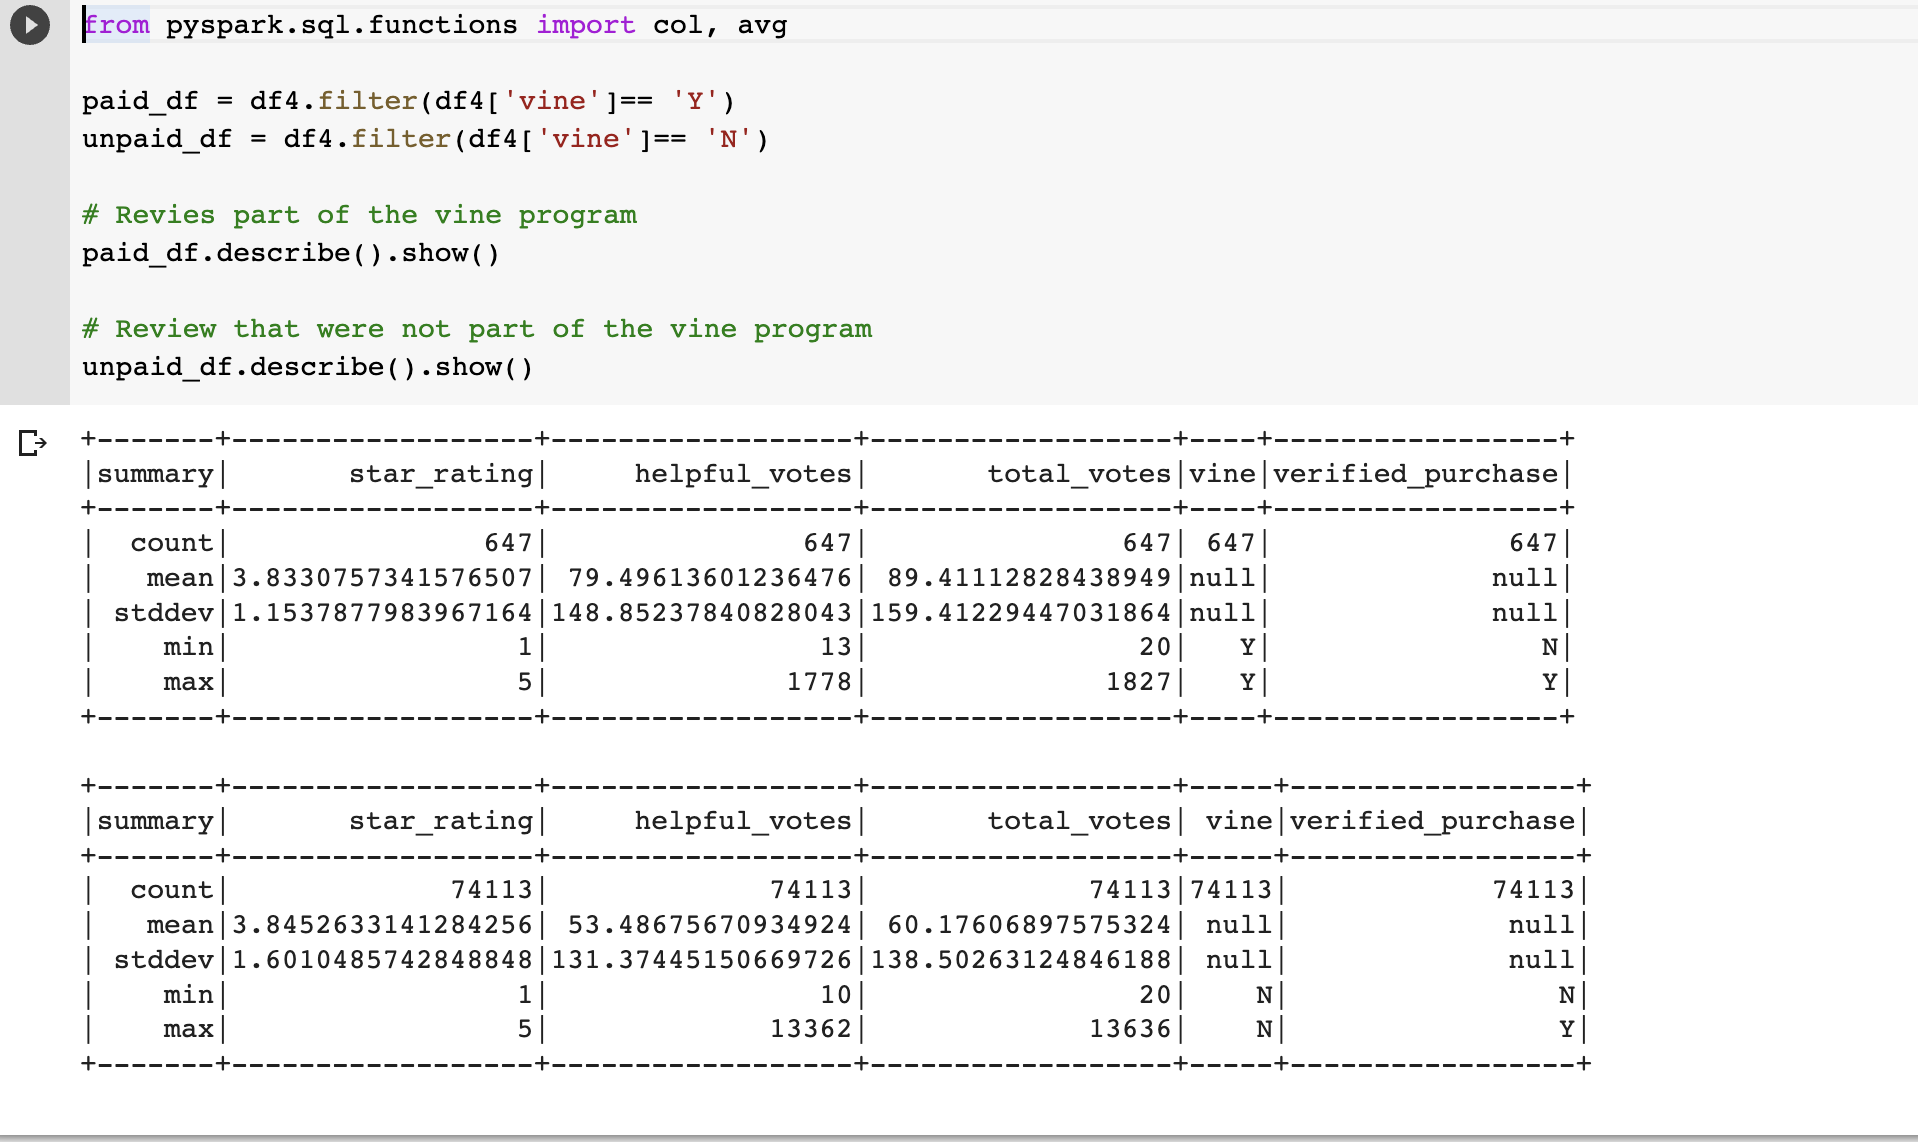 from pyspark.sql.functions import col, avg
paid_df = df4.filter(df4['vine']== 'Y')
unpaid_df = df4.filter(df4['vine']== 'N')
# Revies part of the vine program
paid_df.describe().show()
# Review that were not part of the vine program
unpaid_df.describe().show()
+-------+------------------+------------------+------------------+----+-----------------+
|summary|       star_rating|     helpful_votes|       total_votes|vine|verified_purchase|
+-------+------------------+------------------+------------------+----+-----------------+
|  count|               647|               647|               647| 647|              647|
|   mean|3.8330757341576507| 79.49613601236476| 89.41112828438949|null|             null|
| stddev|1.1537877983967164|148.85237840828043|159.41229447031864|null|             null|
|    min|                 1|                13|                20|   Y|                N|
|    max|                 5|              1778|              1827|   Y|                Y|
+-------+------------------+------------------+------------------+----+-----------------+
+-------+------------------+------------------+------------------+-----+-----------------+
|summary|       star_rating|     helpful_votes|       total_votes| vine|verified_purchase|
+-------+------------------+------------------+------------------+-----+-----------------+
|  count|             74113|             74113|             74113|74113|            74113|
|   mean|3.8452633141284256| 53.48675670934924| 60.17606897575324| null|             null|
| stddev|1.6010485742848848|131.37445150669726|138.50263124846188| null|             null|
|    min|                 1|                10|                20|    N|                N|
|    max|                 5|             13362|             13636|    N|                Y|
+-------+------------------+------------------+------------------+-----+-----------------+